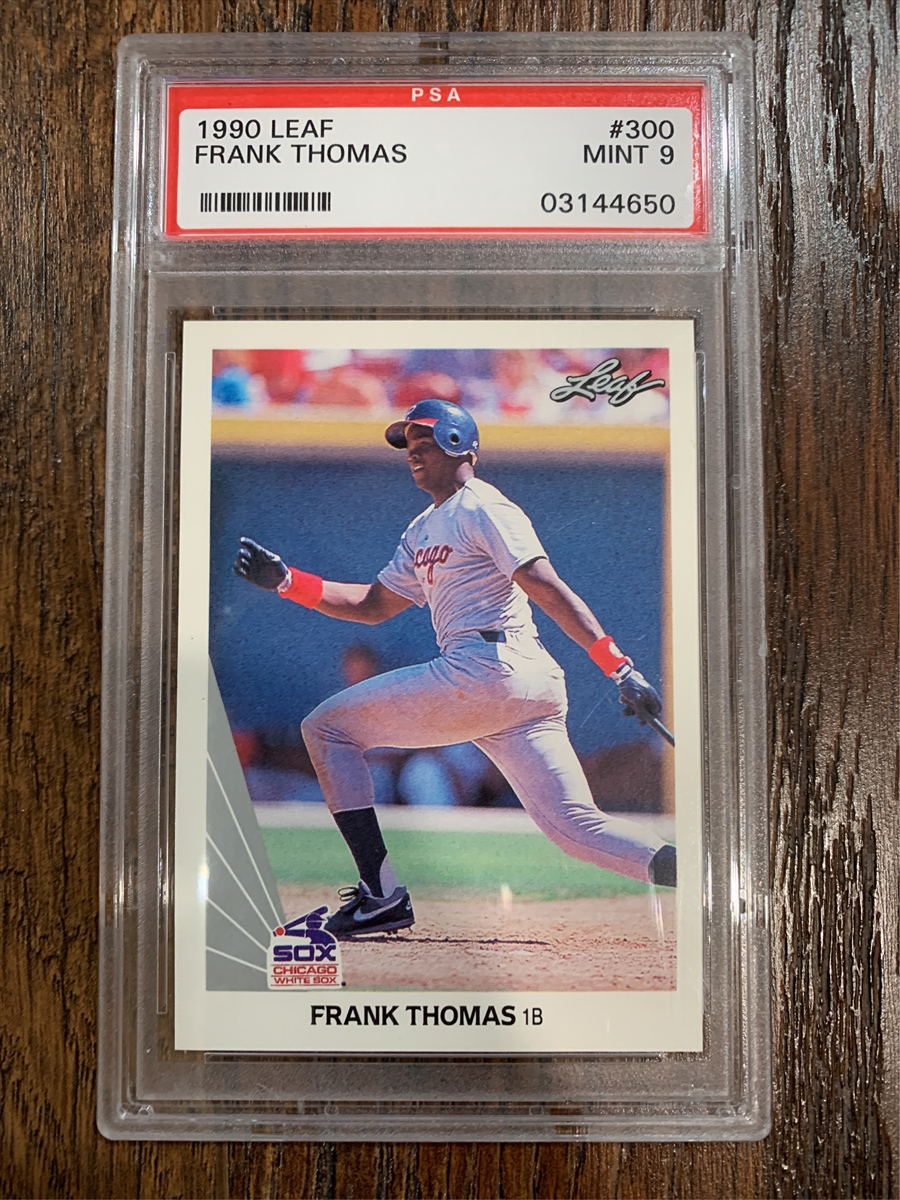 PSA
1990 LEAF #300
FRANK THOMAS MINT 9
03144650
Leaf
cago
SOX
CHICAGO
WHITE SOX
FRANK THOMAS 1B